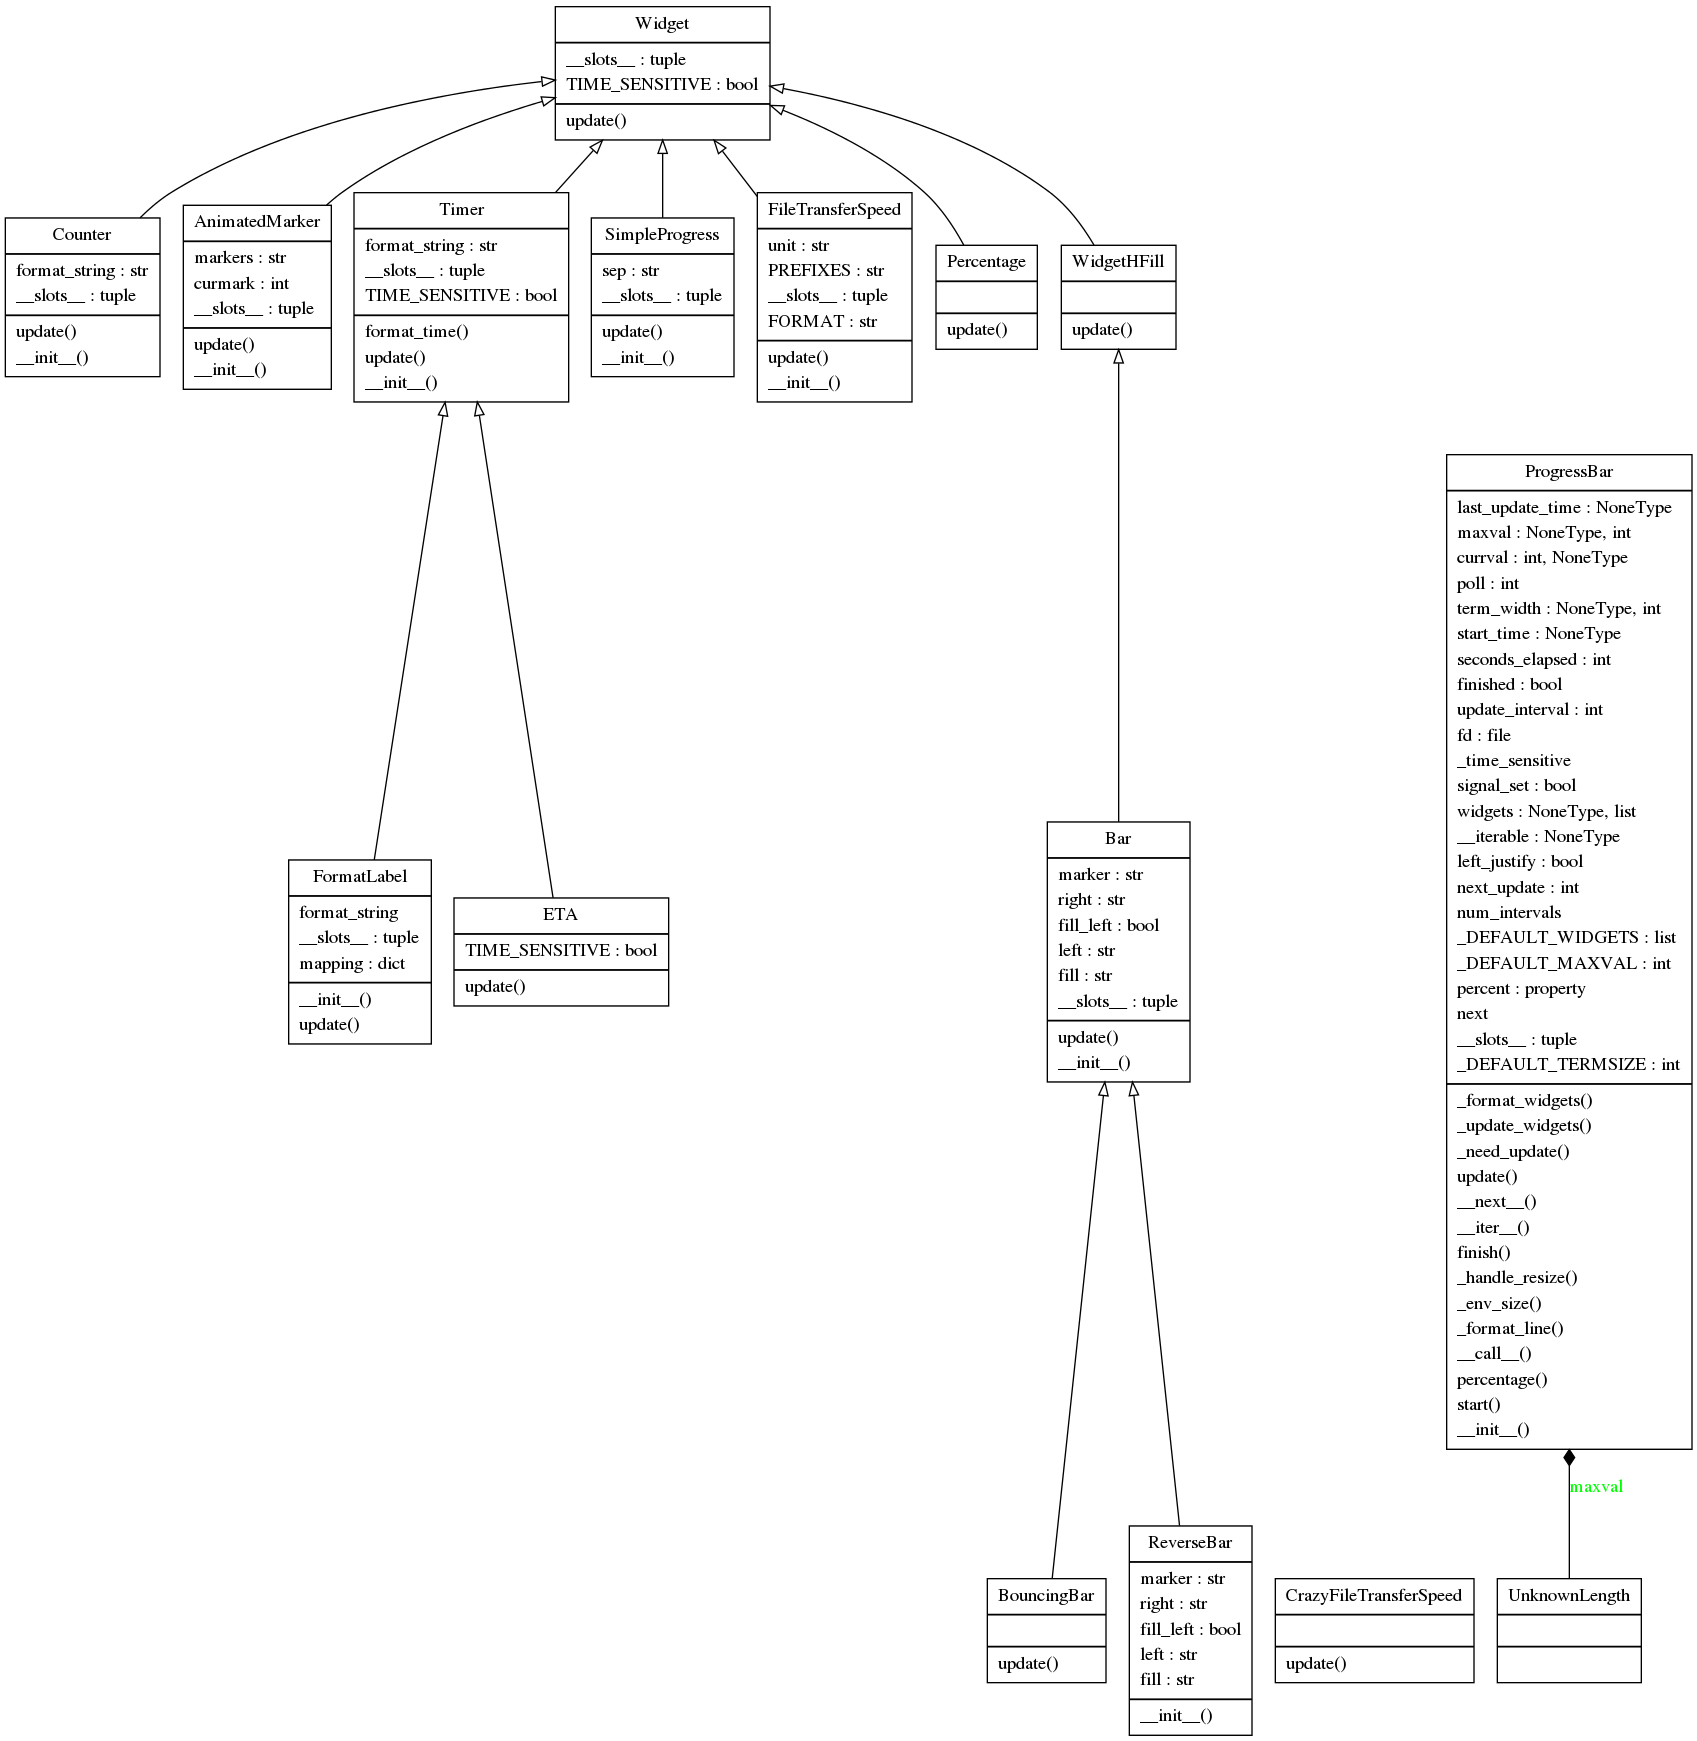 Widget
__slots__ : tuple
TIME_SENSITIVE : bool
update()
Counter
format_string : str
__slots__ : tuple
update()
__init__()
AnimatedMarker
markers : str
curmark : int
__slots__ : tuple
update()
__init__()
Timer
format_string : str
__slots__ : tuple
TIME_SENSITIVE : bool
format_time()
update()
__init__()
SimpleProgress
sep : str
__slots__ : tuple
update()
__init__()
FileTransferSpeed
unit : str
PREFIXES : str
__slots__ : tuple
FORMAT : str
update()
__init__()
Percentage
update()
WidgetHFill
update()
ProgressBar
last_update_time : NoneType
maxval : NoneType, int
currval : int, NoneType
poll : int
term_width : NoneType, int
start_time : NoneType
seconds_elapsed : int
finished : bool
update_interval : int
fd : file
_time_sensitive
signal_set : bool
widgets : NoneType, list
__iterable : NoneType
left_justify : bool
next_update : int
num_intervals
_DEFAULT_WIDGETS : list
_DEFAULT_MAXVAL : int
percent : property
next
__slots__ : tuple
_DEFAULT_TERMSIZE : int
_format_widgets()
_update_widgets()
_need_update()
update()
__next__()
__iter__()
finish()
_handle_resize()
_env_size()
_format_line()
__call__()
percentage()
start()
__init__()
FormatLabel
format_string
__slots__ : tuple
mapping : dict
__init__()
update()
ETA
TIME_SENSITIVE : bool
update()
Bar
marker : str
right : str
fill_left : bool
left : str
fill : str
__slots__ : tuple
update()
__init__()
maxval
BouncingBar
update()
ReverseBar
marker : str
right : str
fill_left : bool
left : str
fill : str
__init__()
CrazyFileTransferSpeed
update()
UnknownLength